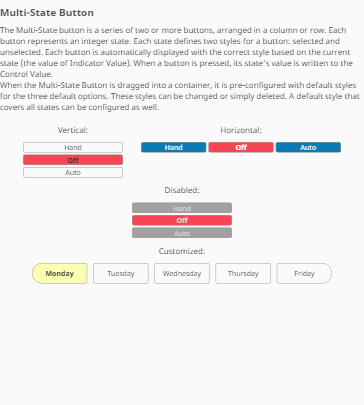 Multi-State Button
The Multi-State button is a series of two or more buttons, arranged in a column or row. Each
button represents an integer state. Each state defines two styles for a button: selected and
unselected. Each button is automatically displayed with the correct style based on the current
state (the value of Indicator Value). When a button is pressed, its state's value is written to the
Control Value.
When the Multi-State Button is dragged into a container, it is pre-configured with default styles
for the three default options. These styles can be changed or simply deleted. A default style that
covers all states can be configured as well.
Vertical:
Horizontal:
Hand
Off
Auto
Hand Off Auto
Disabled:
Hand
Off
Auto
Customized:
Monday Tuesday Wednesday Thursday Friday